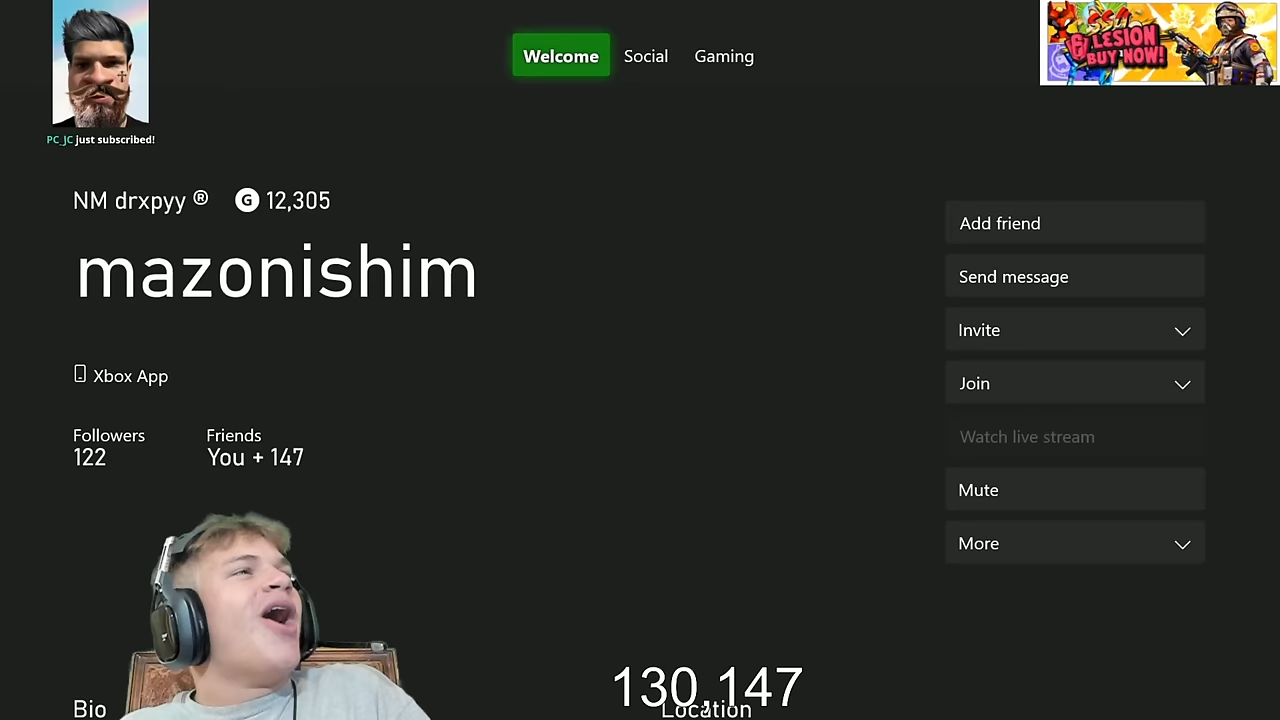 Welcome Social Gaming
SSG
LESION
BUY NOW!
PC_JC just subscribed!
NM drxpyy ® G 12,305
mazonishim
Xbox App
Followers Friends
122 You + 147
Add friend
Send message
Invite
Join
Watch live stream
Mute
More
130,147
Bio Location